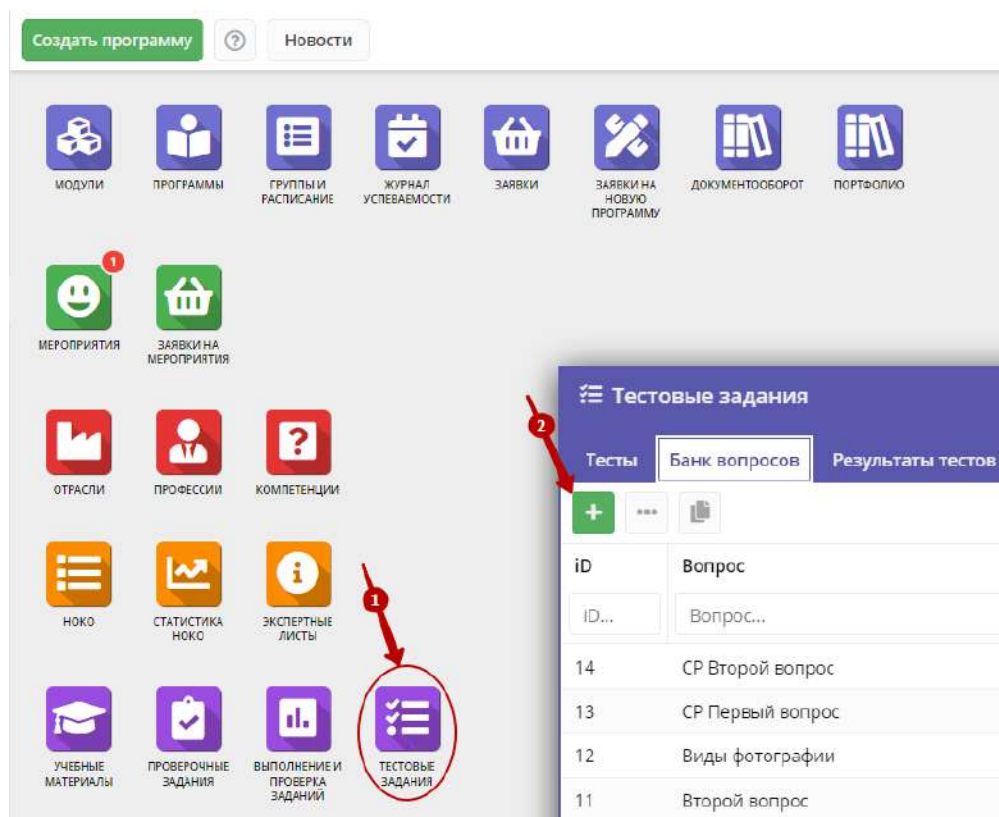 Создать программу
?
Новости
МОДУЛИ
ПРОГРАММЫ
ГРУППЫ И
РАСПИСАНИЕ
ЖУРНАЛ
УСПЕВАЕМОСТИ
ЗАЯВКИ
ЗАЯВКИ НА
НОВУЮ
ПРОГРАММУ
ДОКУМЕНТООБОРОТ
ПОРТФОЛИО
1
МЕРОПРИЯТИЯ
ЗАЯВКИ НА
МЕРОПРИЯТИЯ
ОТРАСЛИ
ПРОФЕССИИ
?
КОМПЕТЕНЦИИ
НОКО
СТАТИСТИКА
НОКО
i
ЭКСПЕРТНЫЕ
ЛИСТЫ
1
УЧЕБНЫЕ
МАТЕРИАЛЫ
ПРОВЕРОЧНЫЕ
ЗАДАНИЯ
ВЫПОЛНЕНИЕ И
ПРОВЕРКА
ЗАДАНИЙ
ТЕСТОВЫЕ
ЗАДАНИЯ
Тестовые задания
2
Тесты Банк вопросов Результаты тестов
+ ...
iD Вопрос
iD... Вопрос...
14 СР Второй вопрос
13 СР Первый вопрос
12 Виды фотографии
11 Второй вопрос